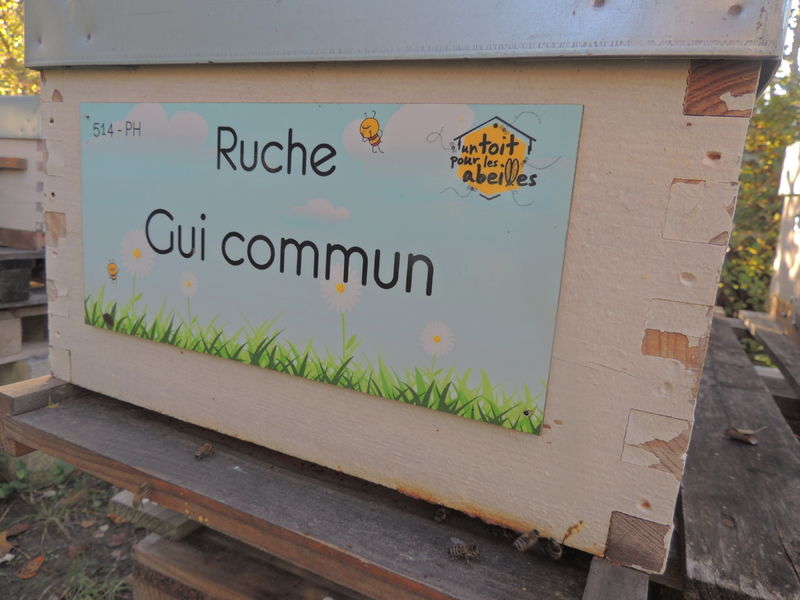 514 - PH
Ruche
un toit
pour les
abeilles
Gui commun